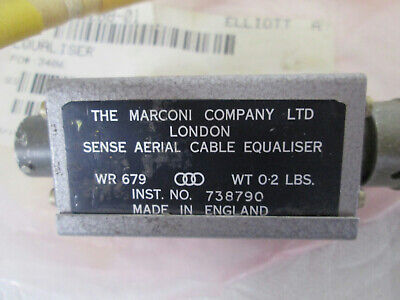 ELLIOTT A
EQUALISER
THE MARCONI COMPANY LTD
LONDON
SENSE AERIAL CABLE EQUALISER
WR 679 WT 0·2 LBS.
INST. NO. 738790
MADE IN ENGLAND